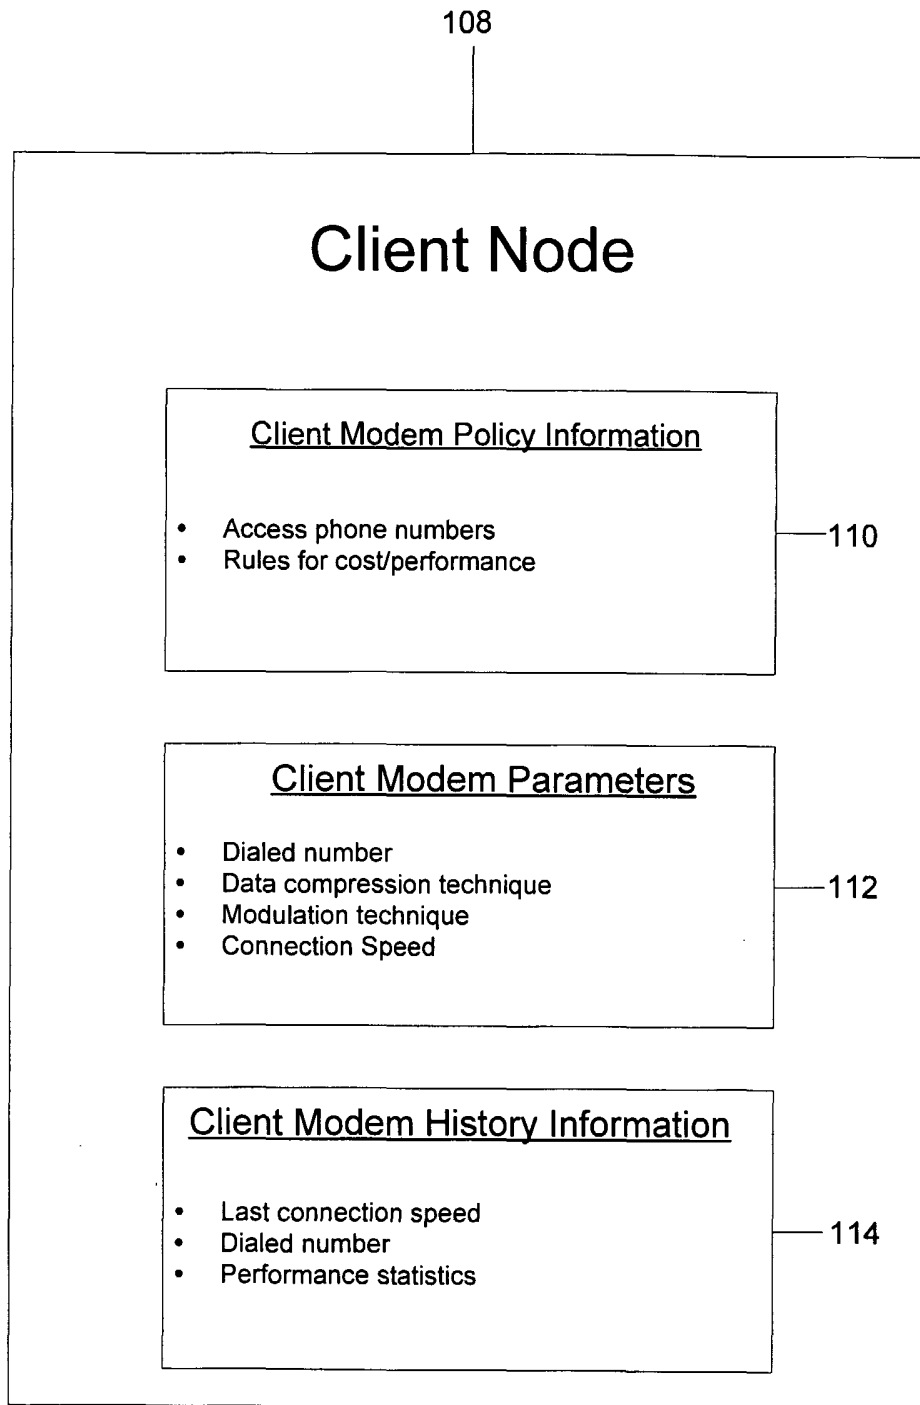 108
Client Node
Client Modem Policy Information
• Access phone numbers
• Rules for cost/performance
110
Client Modem Parameters
• Dialed number
• Data compression technique
• Modulation technique
• Connection Speed
112
Client Modem History Information
• Last connection speed
• Dialed number
• Performance statistics
114